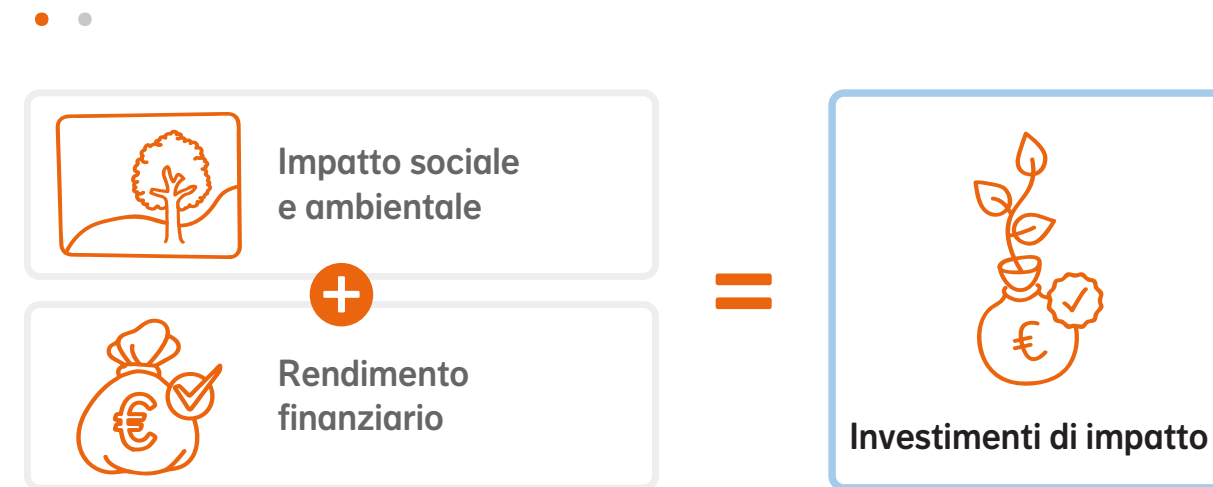 Impatto sociale
e ambientale
+
Rendimento
finanziario
=
€
€
Investimenti di impatto